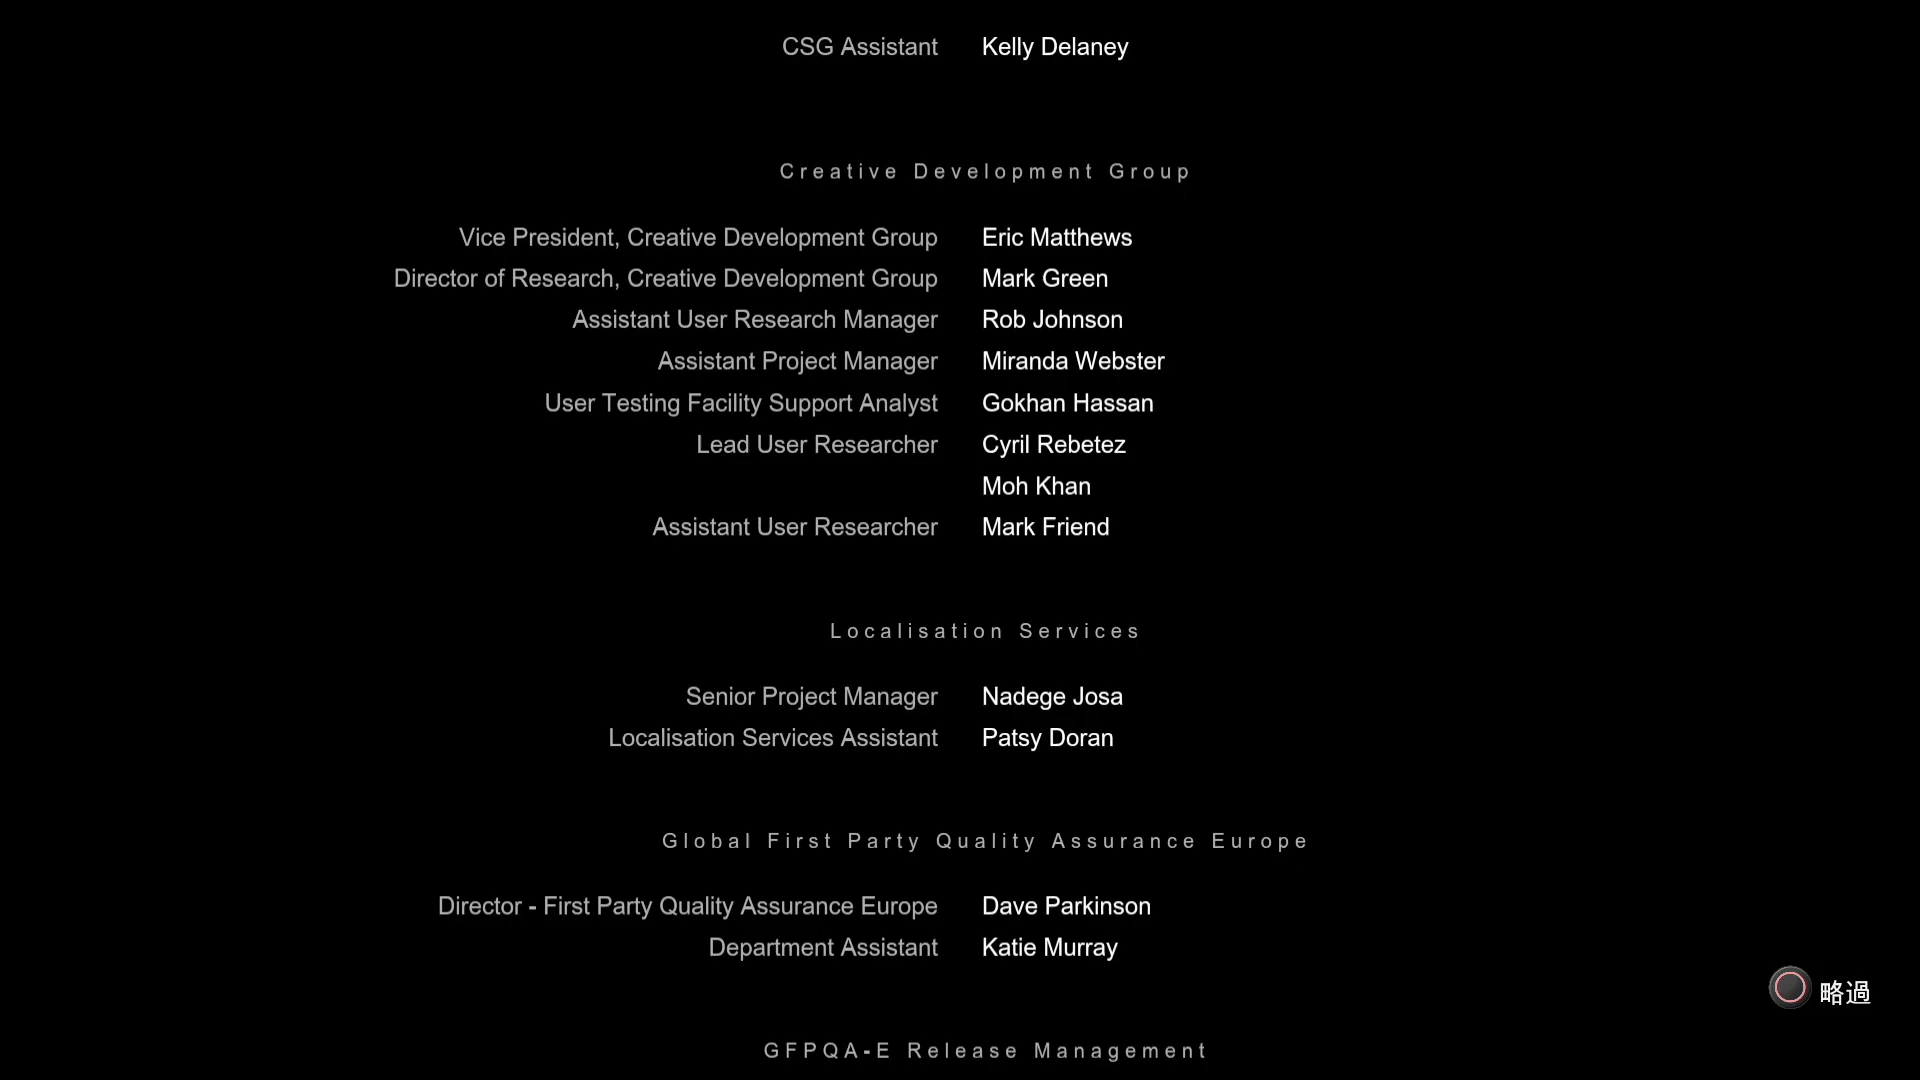 CSG Assistant Kelly Delaney
Creative Development Group
Vice President, Creative Development Group Eric Matthews
Director of Research, Creative Development Group Mark Green
Assistant User Research Manager Rob Johnson
Assistant Project Manager Miranda Webster
User Testing Facility Support Analyst Gokhan Hassan
Lead User Researcher Cyril Rebetez
Moh Khan
Assistant User Researcher Mark Friend
Localisation Services
Senior Project Manager Nadege Josa
Localisation Services Assistant Patsy Doran
Global First Party Quality Assurance Europe
Director - First Party Quality Assurance Europe Dave Parkinson
Department Assistant Katie Murray
略過
GFPQA-E Release Management